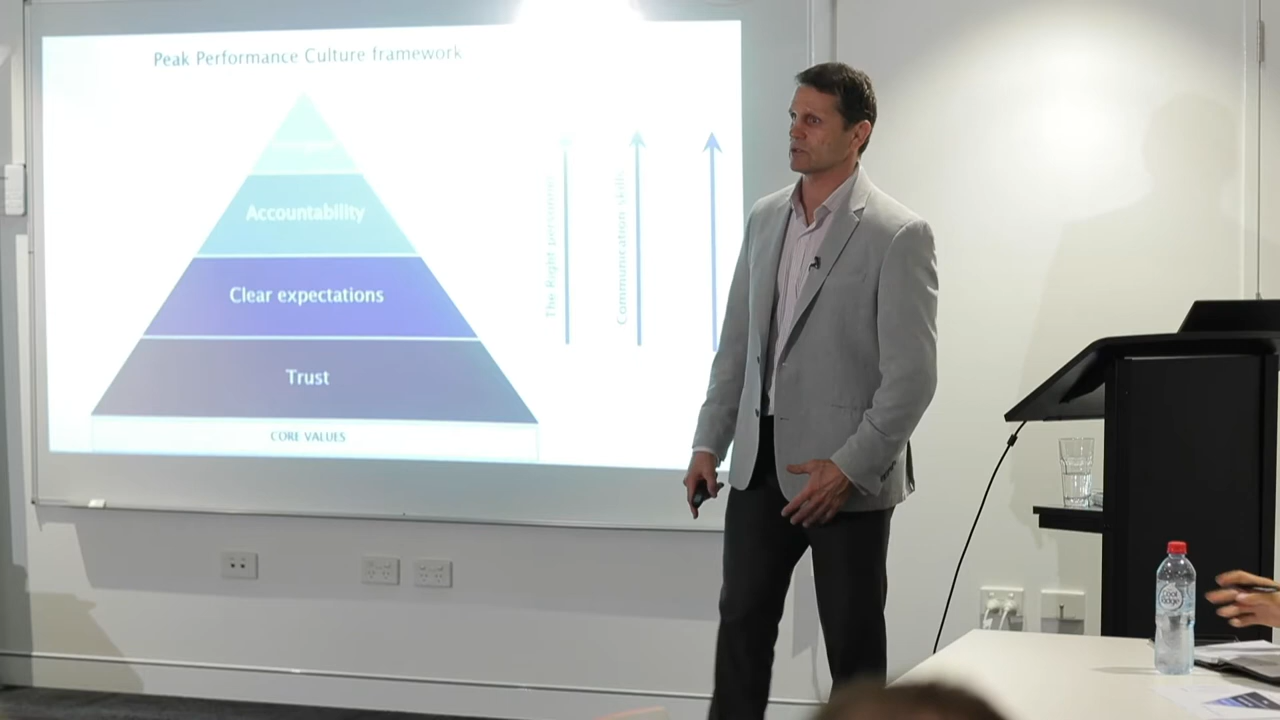 Peak Performance Culture framework
Accountability
Clear expectations
Trust
CORE VALUES
The Right personnel
Communication skills